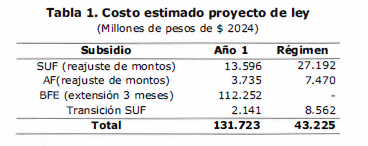 Tabla 1. Costo estimado proyecto de ley
(Millones de pesos de $ 2024)
Subsidio Año 1 Régimen
SUF (reajuste de montos) 13.596 27.192
AF(reajuste de montos) 3.735 7.470
BFE (extensión 3 meses) 112.252 -
Transición SUF 2.141 8.562
Total 131.723 43.225